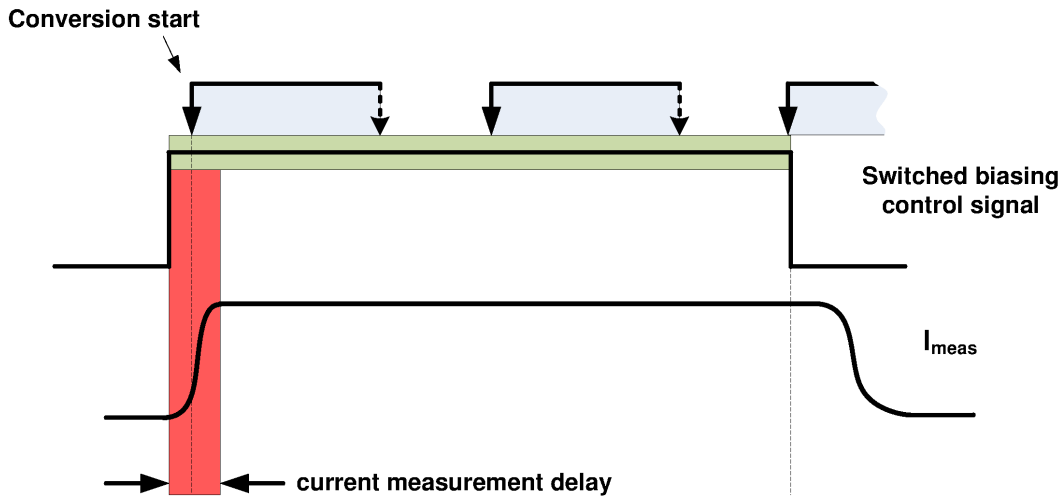 Conversion start
Switched biasing
control signal
Imeas
current measurement delay